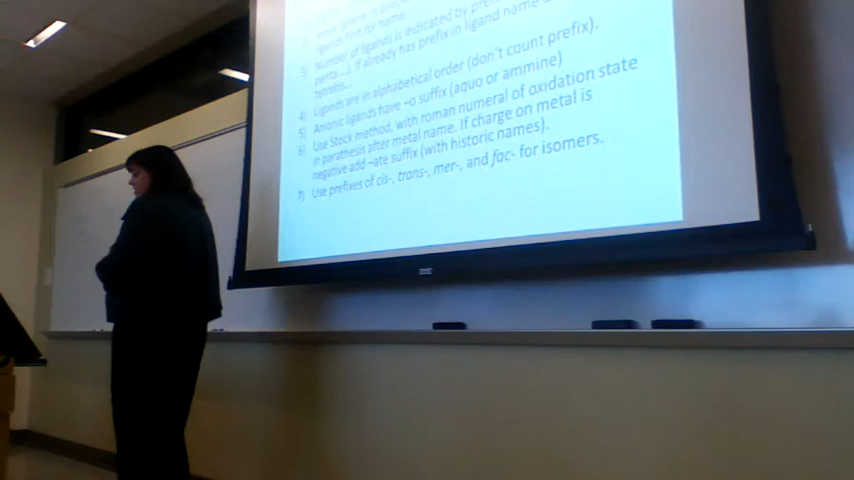 ligands first for name.
3) Number of ligands is indicated by
penta...). If already has prefix in ligand name
4) Ligands are in alphabetical order (don't count prefix).
5) Anionic ligands have –o suffix (aquo or ammine)
6) Use Stock method, with roman numeral of oxidation state
in parathesis after metal name. If charge on metal is
negative add –ate suffix (with historic names).
7) Use prefixes of cis-, trans-, mer-, and fac- for isomers.